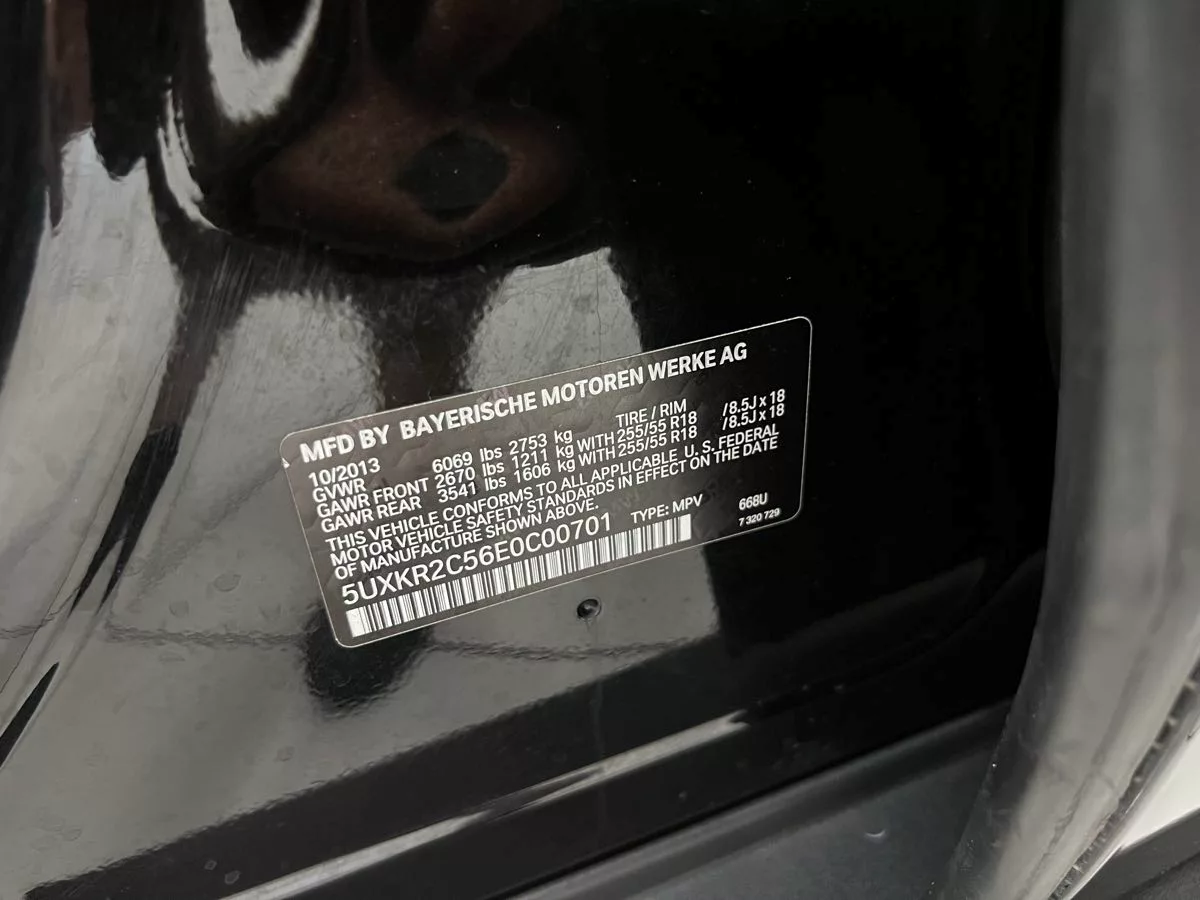 MFD BY BAYERISCHE MOTOREN WERKE AG
10/2013 TIRE / RIM
GVWR 6069 lbs 2753 kg
GAWR FRONT 2670 lbs 1211 kg WITH 255/55 R18 /8.5J x 18
GAWR REAR 3541 lbs 1606 kg WITH 255/55 R18 /8.5J x 18
THIS VEHICLE CONFORMS TO ALL APPLICABLE U. S. FEDERAL
MOTOR VEHICLE SAFETY STANDARDS IN EFFECT ON THE DATE
OF MANUFACTURE SHOWN ABOVE.
5UXKR2C56E0C00701 TYPE: MPV 668U
7 320 729